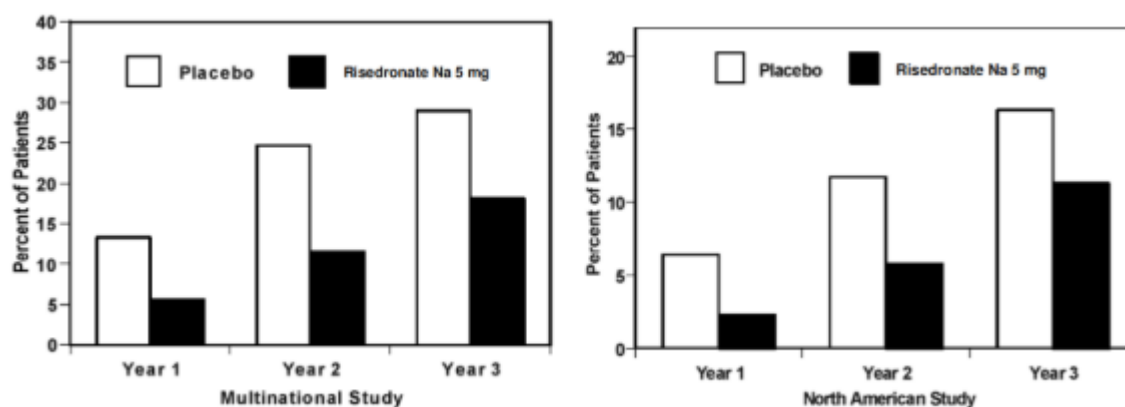 40
35
30
25
20
15
10
5
0
Percent of Patients
Placebo Risedronate Na 5 mg
Year 1 Year 2 Year 3
Multinational Study
20
15
10
5
0
Percent of Patients
Placebo Risedronate Na 5 mg
Year 1 Year 2 Year 3
North American Study